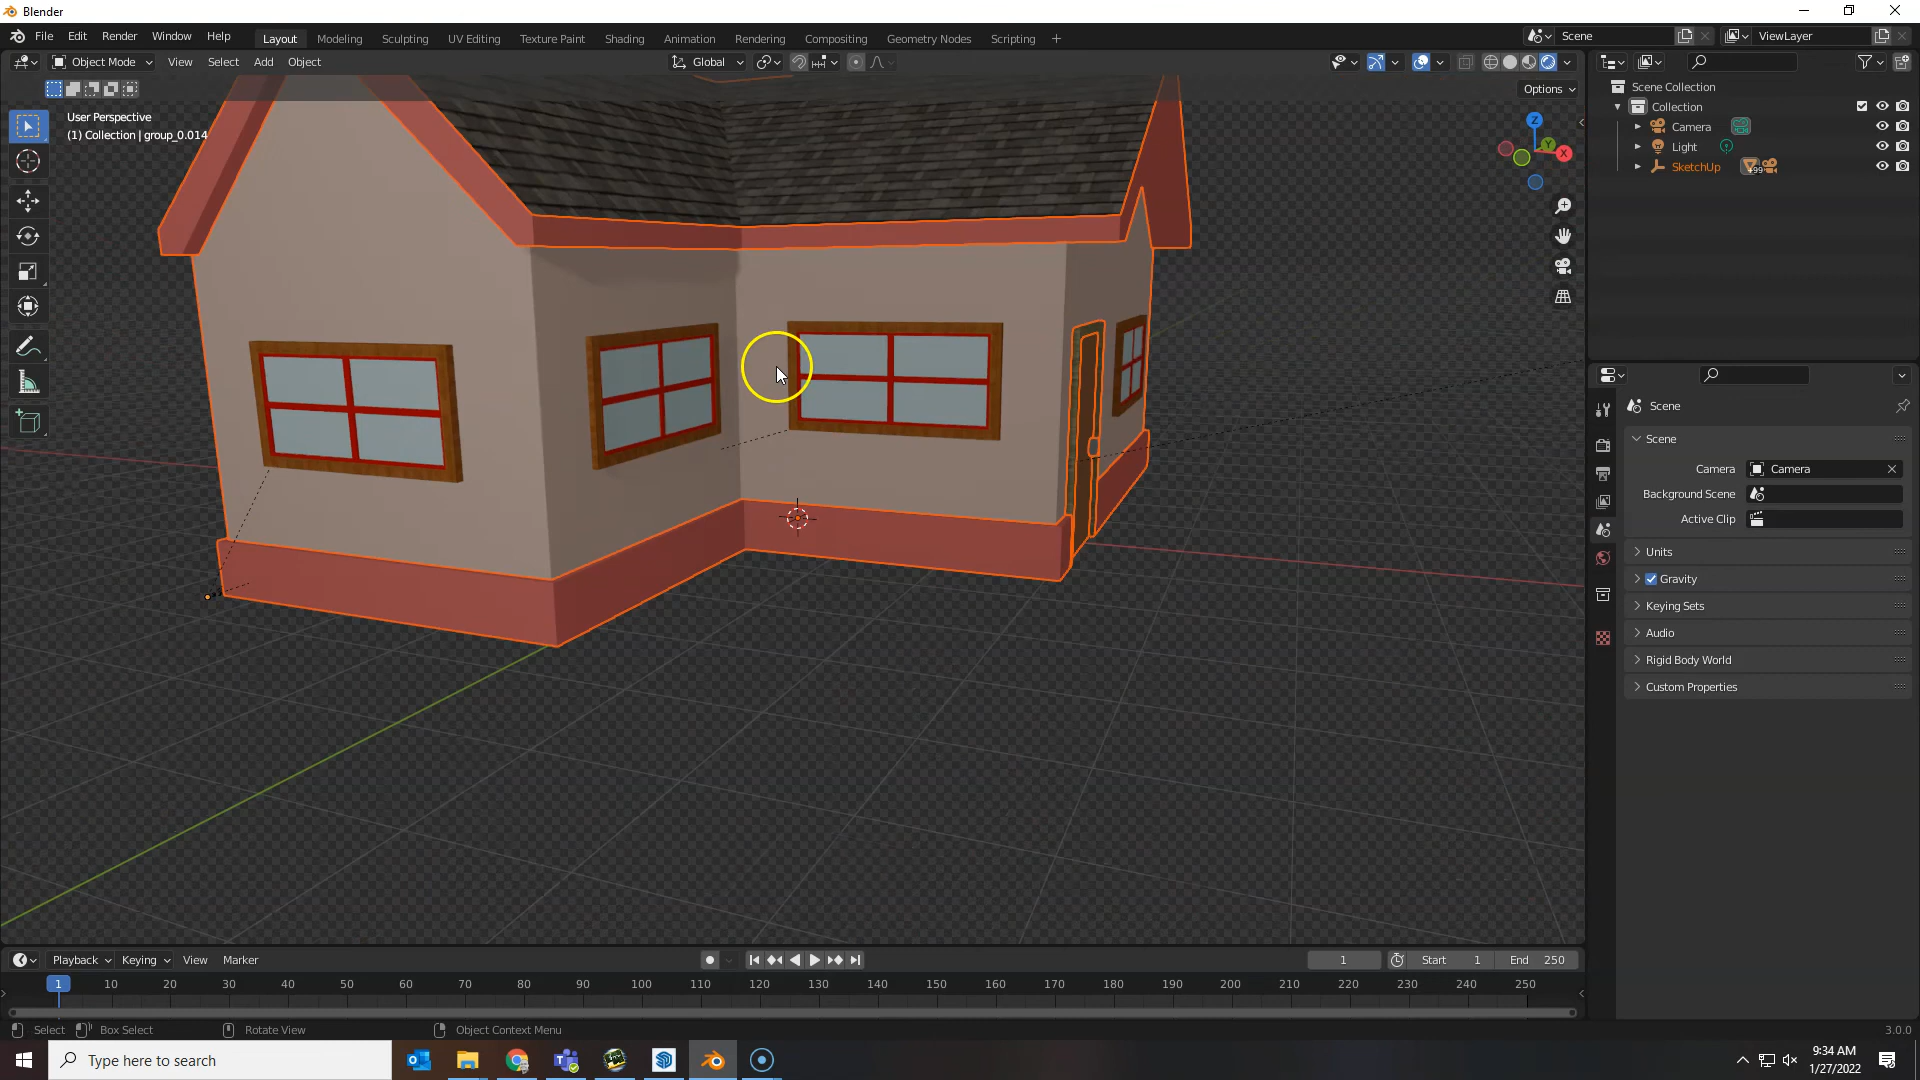 Blender
File Edit Render Window Help Layout Modeling Sculpting UV Editing Texture Paint Shading Animation Rendering Compositing Geometry Nodes Scripting + Scene ViewLayer
Object Mode View Select Add Object Global
Options
User Perspective
(1) Collection | group_0.014
Z
Y
X
Scene Collection
Collection
Camera
Light
SketchUp +99
Scene
Scene
Camera Camera
Background Scene
Active Clip
Units
Gravity
Keying Sets
Audio
Rigid Body World
Custom Properties
Playback Keying View Marker 1 Start 1 End 250
1 10 20 30 40 50 60 70 80 90 100 110 120 130 140 150 160 170 180 190 200 210 220 230 240 250
Select Box Select Rotate View Object Context Menu 3.0.0
Type here to search
9:34 AM
1/27/2022